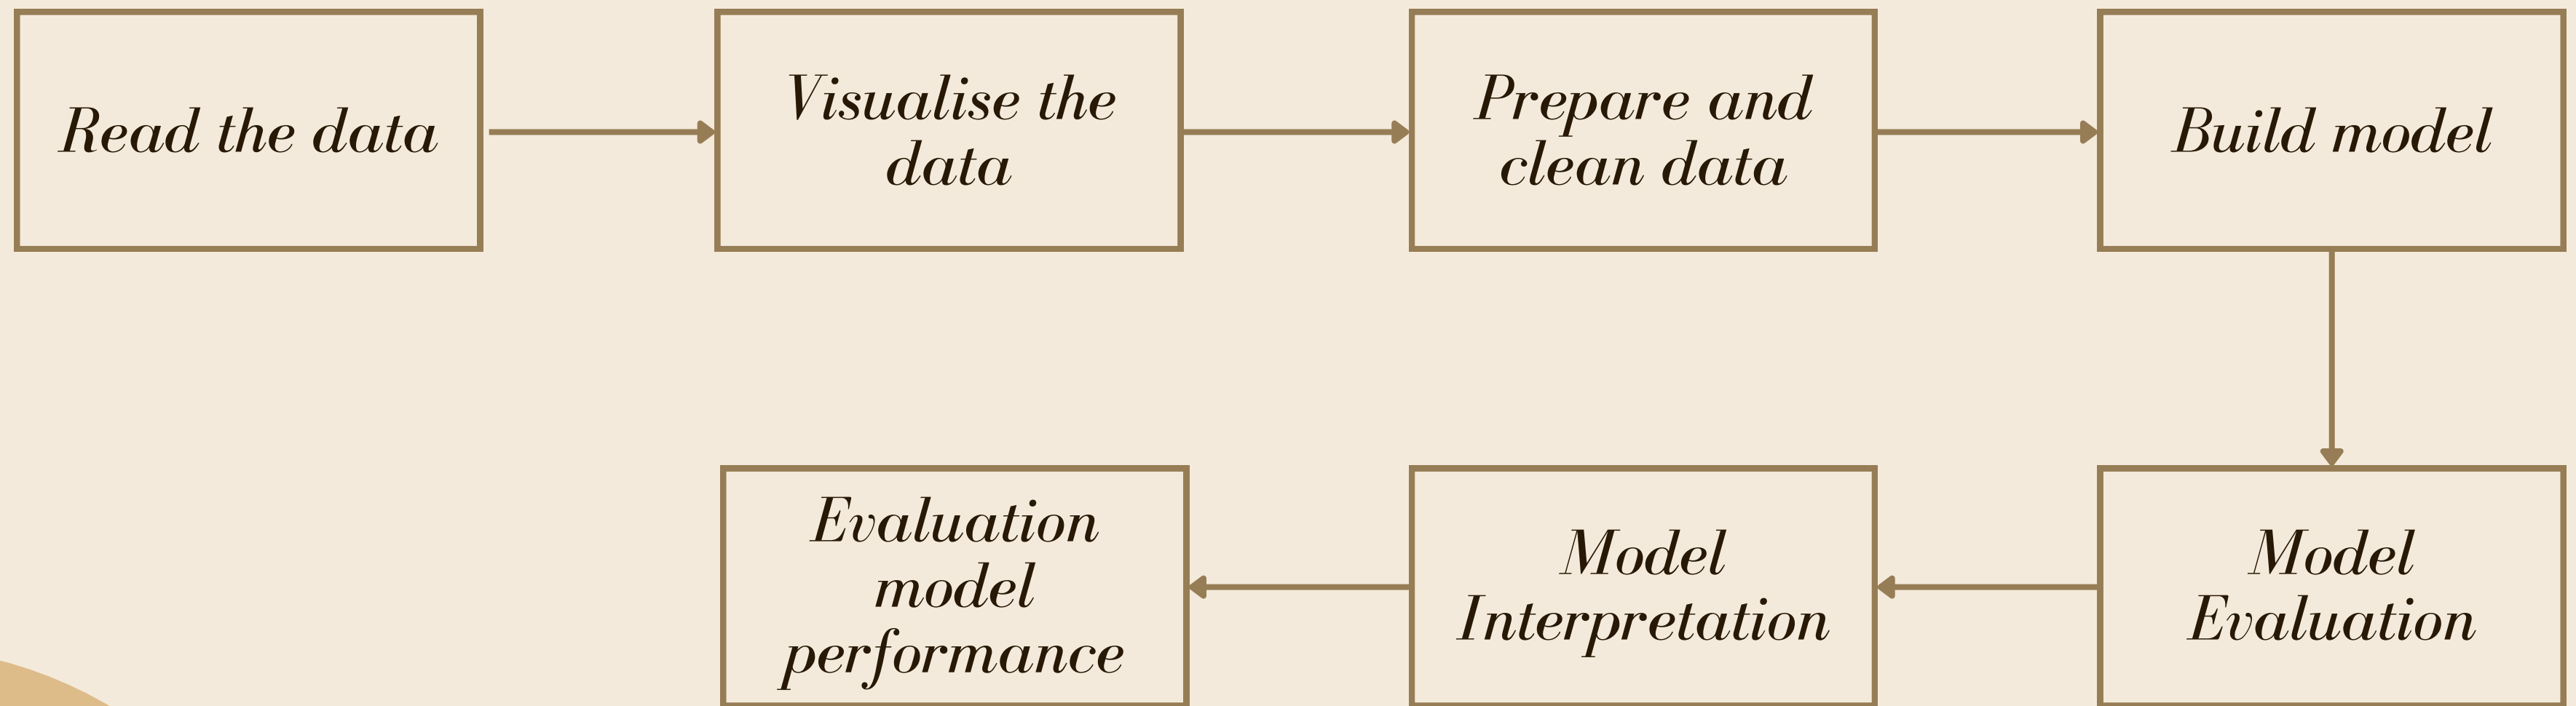 Read the data
Visualise the
data
Prepare and
clean data
Build model
Model
Evaluation
Model
Interpretation
Evaluation
model
performance